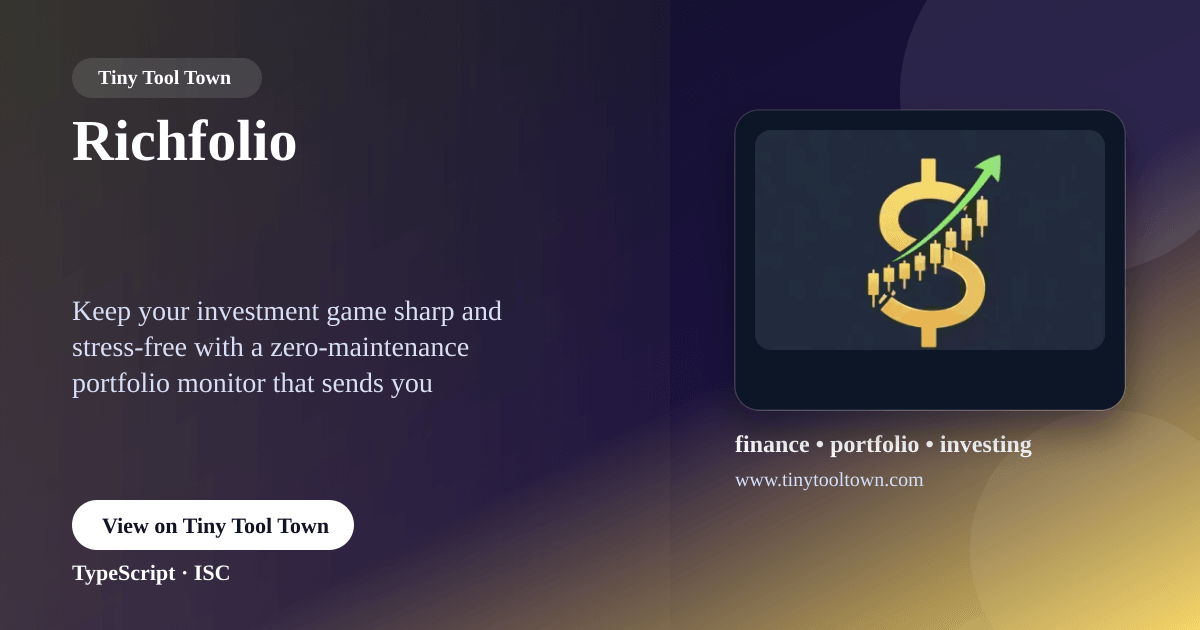 Tiny Tool Town
Richfolio
Keep your investment game sharp and
stress-free with a zero-maintenance
portfolio monitor that sends you
View on Tiny Tool Town
TypeScript · ISC
finance • portfolio • investing
www.tinytooltown.com